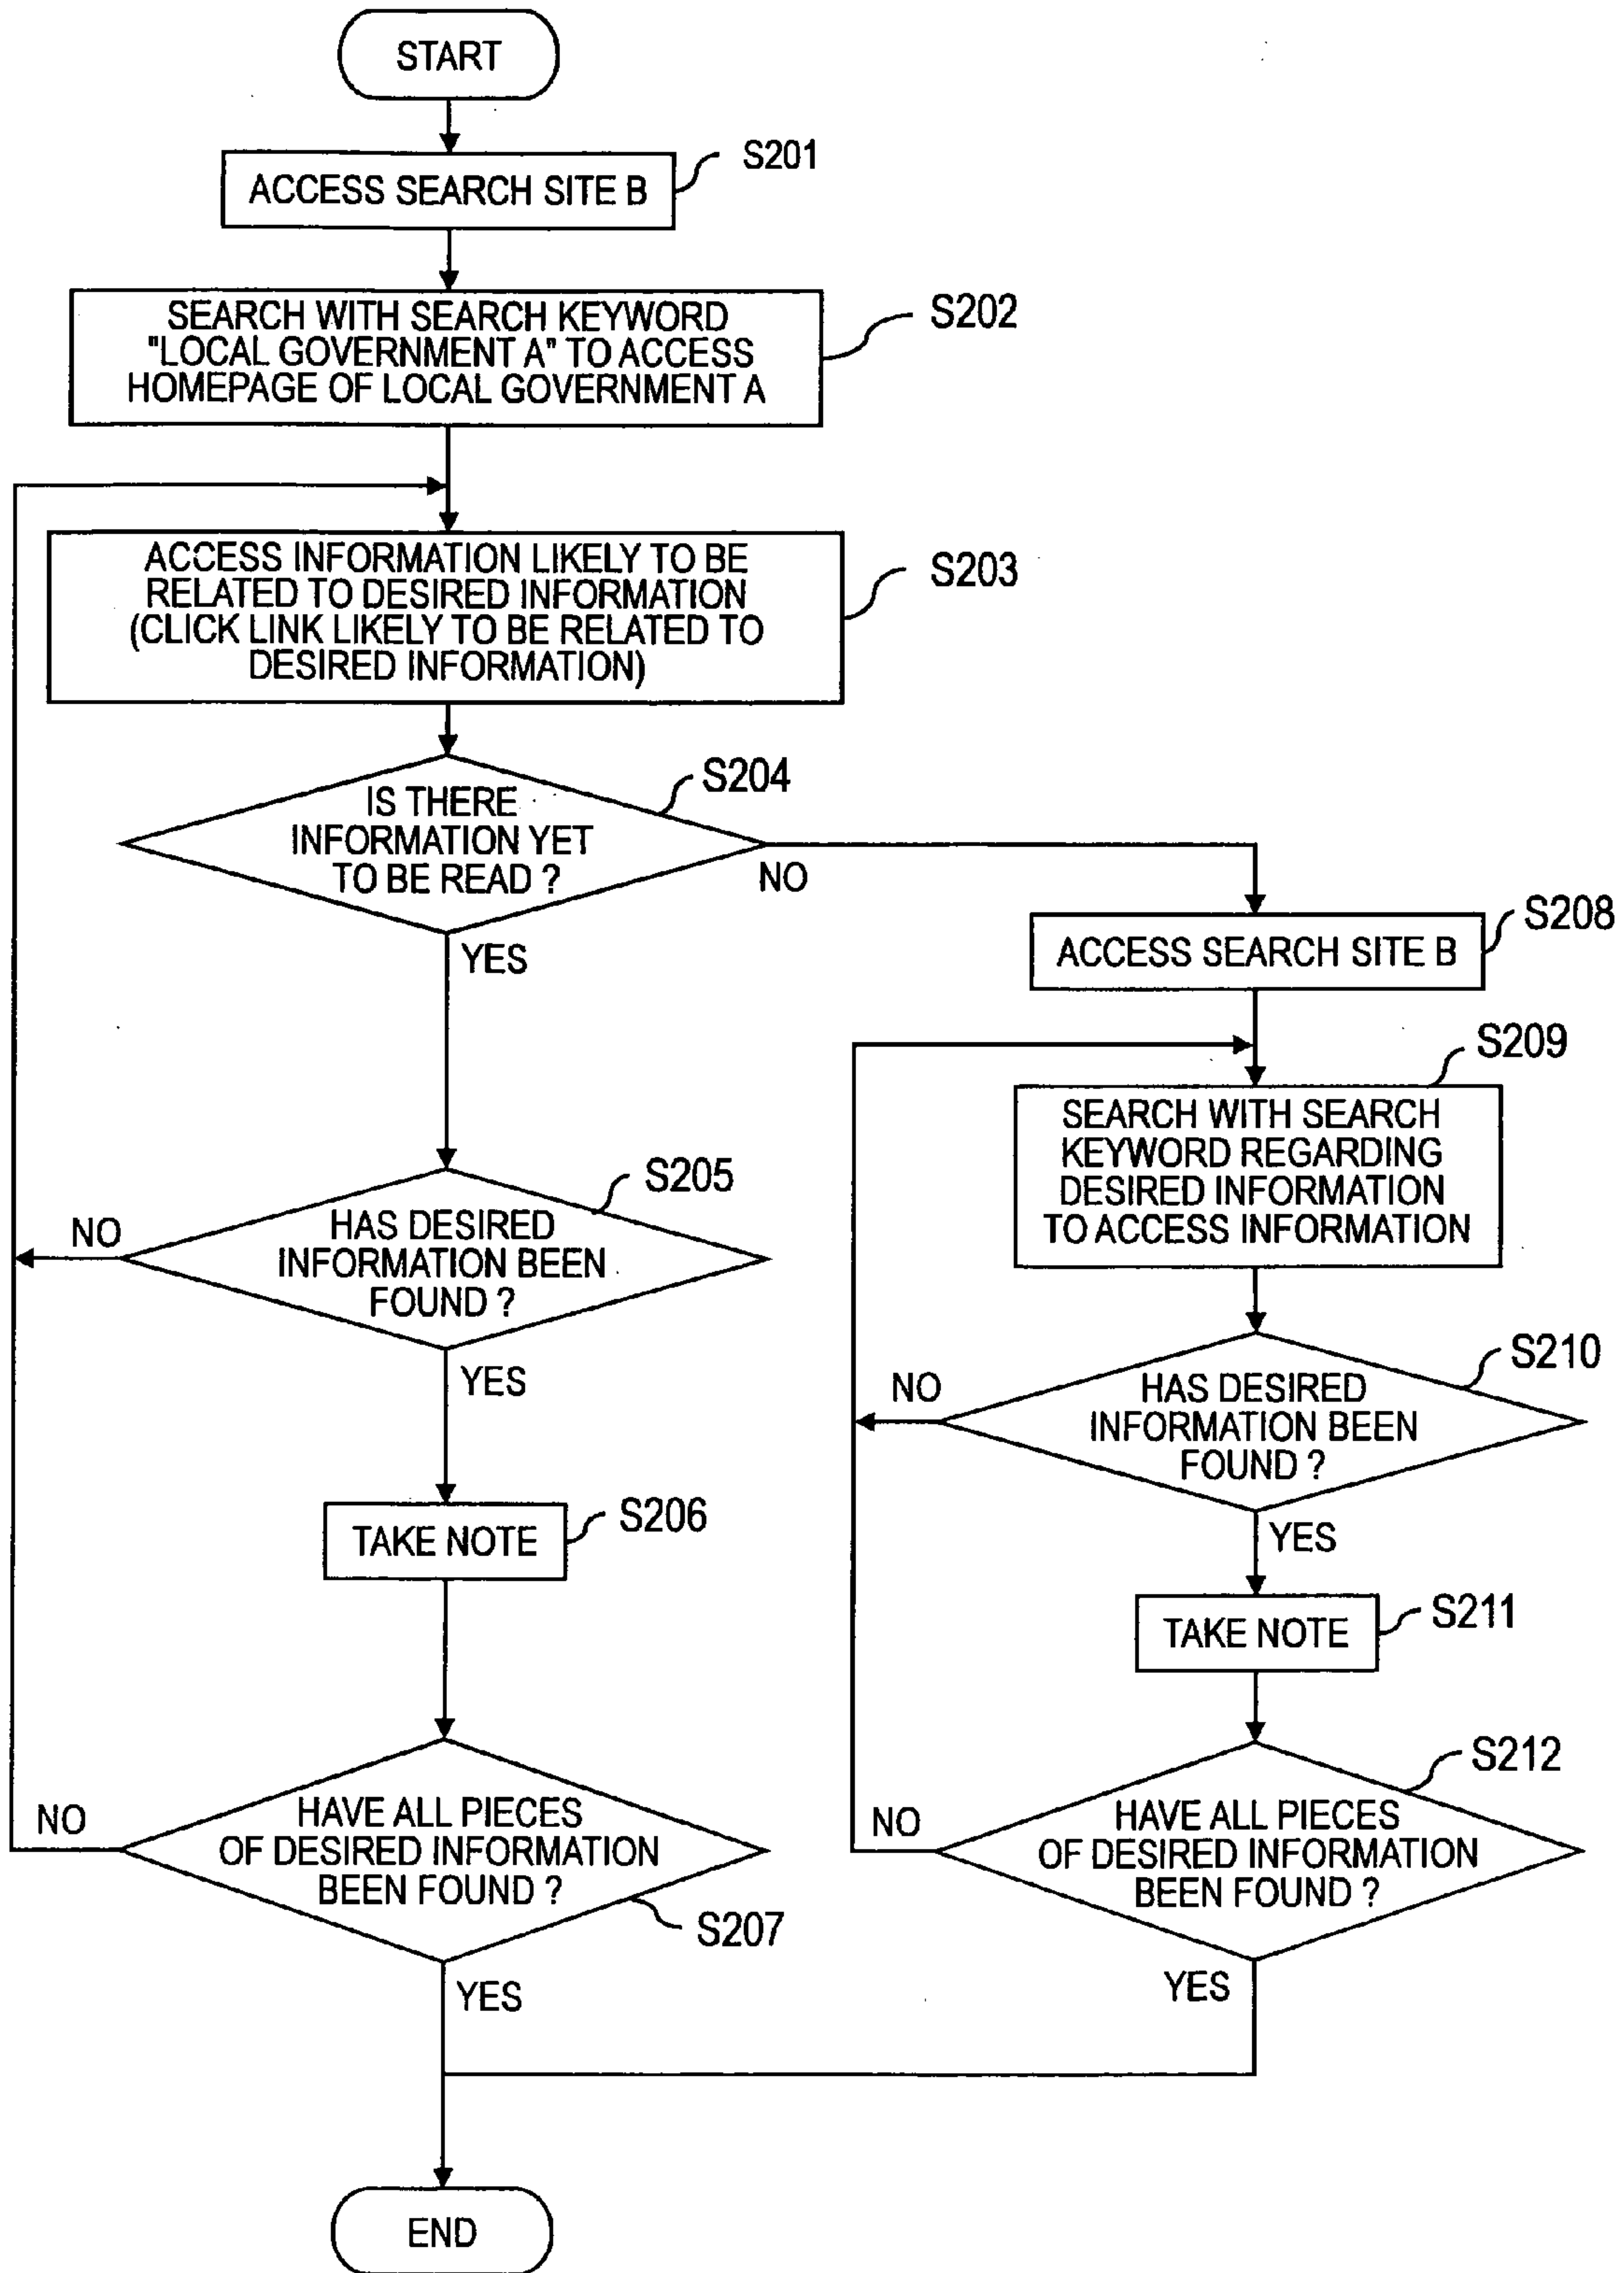 START
S201
ACCESS SEARCH SITE B
S202
SEARCH WITH SEARCH KEYWORD
"LOCAL GOVERNMENT A" TO ACCESS
HOMEPAGE OF LOCAL GOVERNMENT A
S203
ACCESS INFORMATION LIKELY TO BE
RELATED TO DESIRED INFORMATION
(CLICK LINK LIKELY TO BE RELATED TO
DESIRED INFORMATION)
S204
IS THERE
INFORMATION YET
TO BE READ ?
NO
YES
S205
HAS DESIRED
INFORMATION BEEN
FOUND ?
NO
YES
S206
TAKE NOTE
HAVE ALL PIECES
OF DESIRED INFORMATION
BEEN FOUND ?
NO
S207
YES
S208
ACCESS SEARCH SITE B
S209
SEARCH WITH SEARCH
KEYWORD REGARDING
DESIRED INFORMATION
TO ACCESS INFORMATION
S210
HAS DESIRED
INFORMATION BEEN
FOUND ?
NO
YES
S211
TAKE NOTE
S212
HAVE ALL PIECES
OF DESIRED INFORMATION
BEEN FOUND ?
NO
YES
END